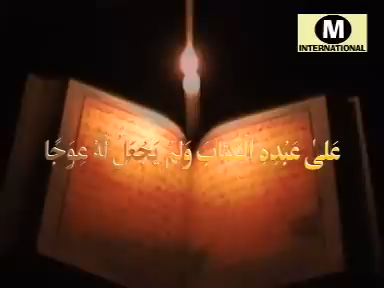 M
INTERNATIONAL
عَلَىٰ عَبْدِهِ الْكِتَابَ وَلَمْ يَجْعَل لَّهُ عِوَجًا